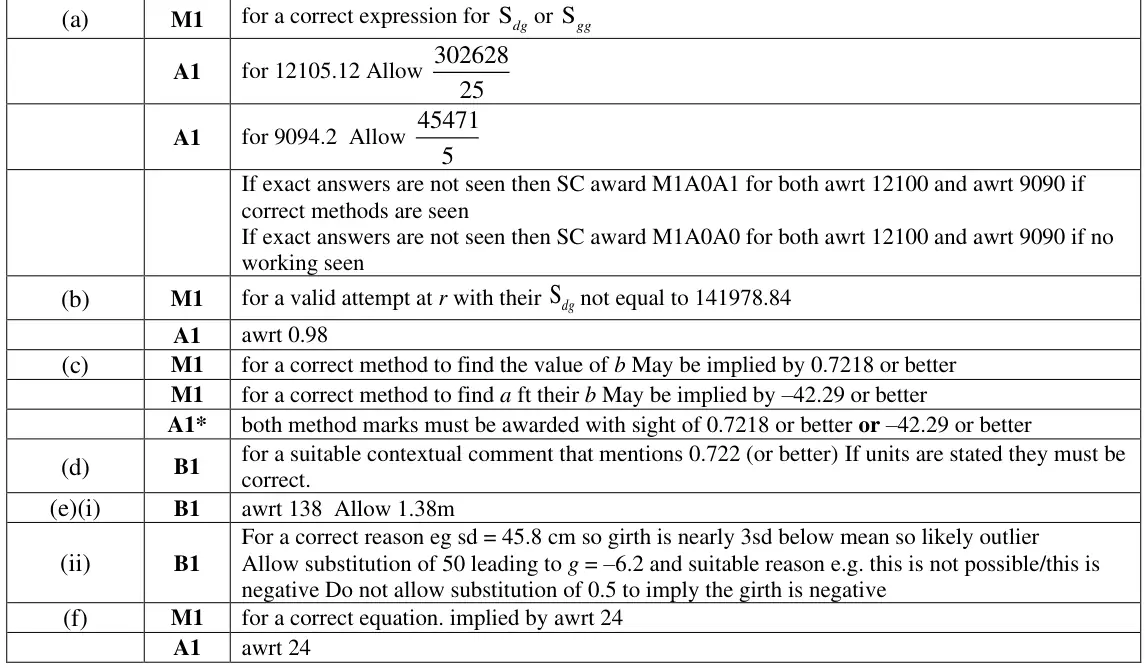 (a) M1 for a correct expression for S_dg or S_gg
A1 for 12105.12 Allow 302628/25
A1 for 9094.2 Allow 45471/5
If exact answers are not seen then SC award M1A0A1 for both awrt 12100 and awrt 9090 if
correct methods are seen
If exact answers are not seen then SC award M1A0A0 for both awrt 12100 and awrt 9090 if no
working seen
(b) M1 for a valid attempt at r with their S_dg not equal to 141978.84
A1 awrt 0.98
(c) M1 for a correct method to find the value of b May be implied by 0.7218 or better
M1 for a correct method to find a ft their b May be implied by –42.29 or better
A1* both method marks must be awarded with sight of 0.7218 or better or –42.29 or better
(d) B1 for a suitable contextual comment that mentions 0.722 (or better) If units are stated they must be
correct.
(e)(i) B1 awrt 138 Allow 1.38m
(ii) B1 For a correct reason eg sd = 45.8 cm so girth is nearly 3sd below mean so likely outlier
Allow substitution of 50 leading to g = –6.2 and suitable reason e.g. this is not possible/this is
negative Do not allow substitution of 0.5 to imply the girth is negative
(f) M1 for a correct equation. implied by awrt 24
A1 awrt 24